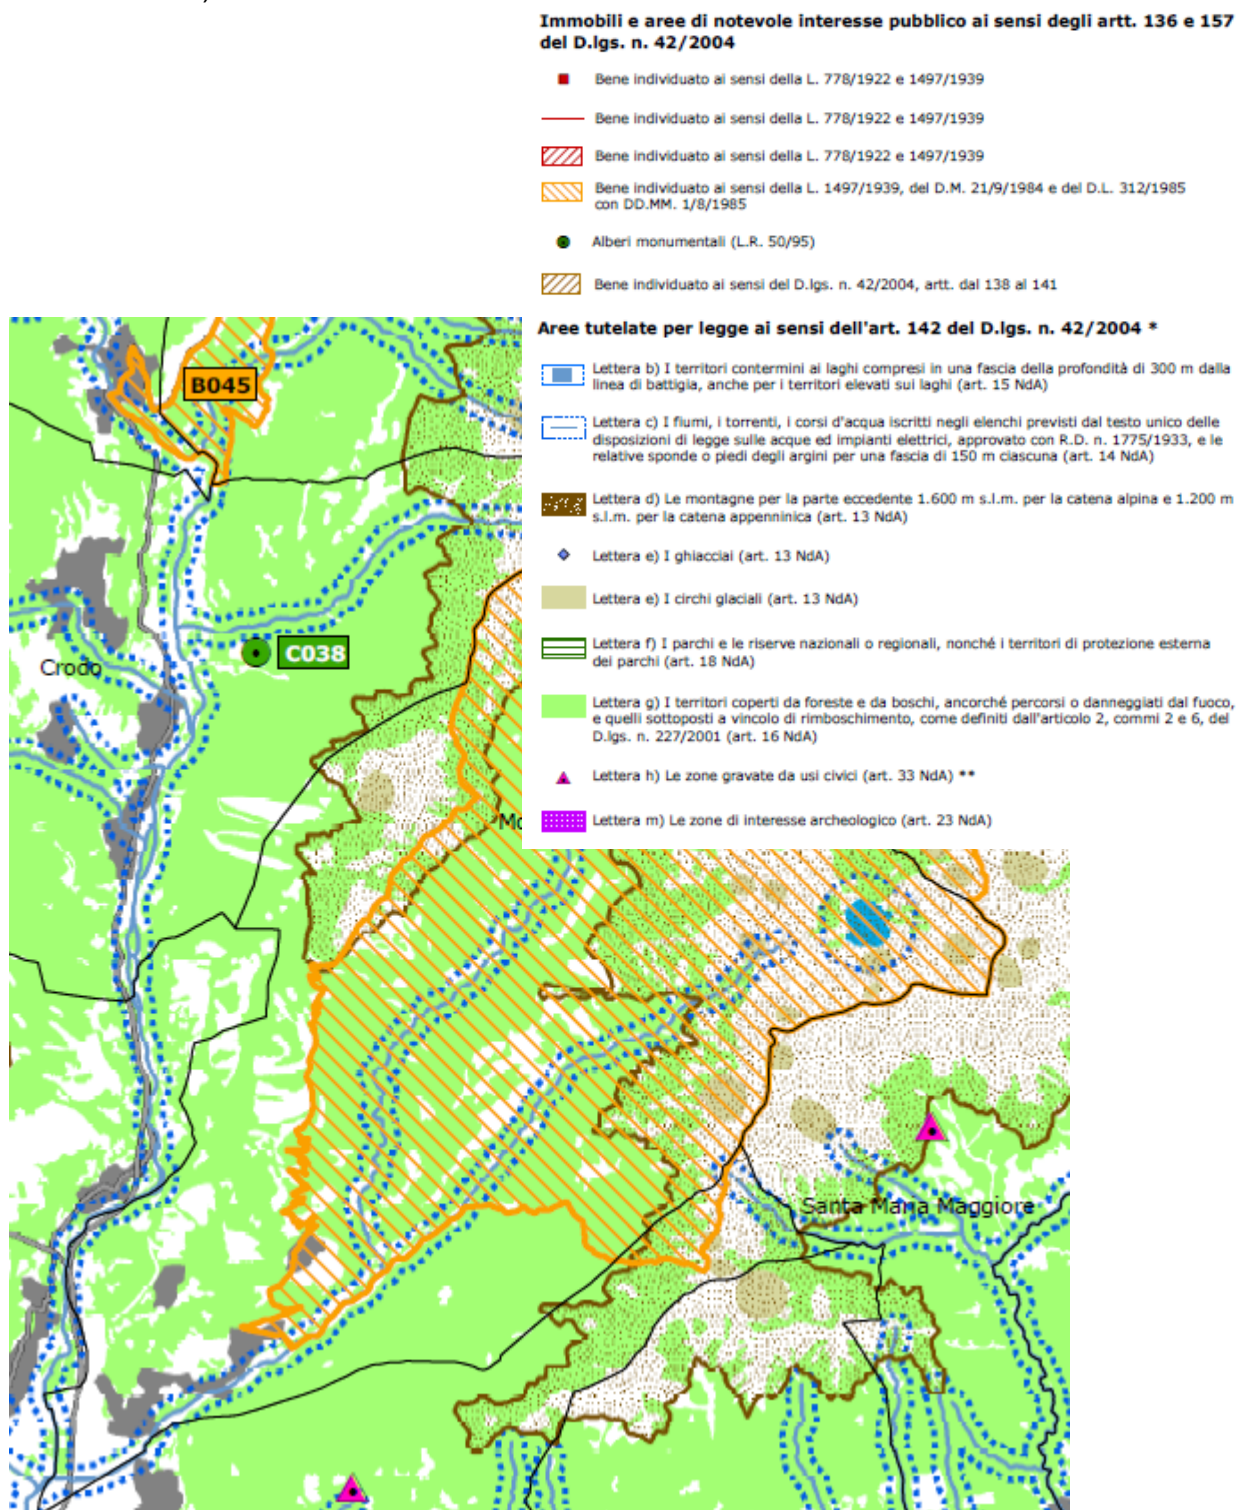 Immobili e aree di notevole interesse pubblico ai sensi degli artt. 136 e 157
del D.lgs. n. 42/2004
Bene individuato ai sensi della L. 778/1922 e 1497/1939
Bene individuato ai sensi della L. 778/1922 e 1497/1939
Bene individuato ai sensi della L. 778/1922 e 1497/1939
Bene individuato ai sensi della L. 1497/1939, del D.M. 21/9/1984 e del D.L. 312/1985
con DD.MM. 1/8/1985
Alberi monumentali (L.R. 50/95)
Bene individuato ai sensi del D.lgs. n. 42/2004, artt. dal 138 al 141
Aree tutelate per legge ai sensi dell'art. 142 del D.lgs. n. 42/2004 *
Lettera b) I territori contermini ai laghi compresi in una fascia della profondità di 300 m dalla
linea di battigia, anche per i territori elevati sui laghi (art. 15 NdA)
Lettera c) I fiumi, i torrenti, i corsi d'acqua iscritti negli elenchi previsti dal testo unico delle
disposizioni di legge sulle acque ed impianti elettrici, approvato con R.D. n. 1775/1933, e le
relative sponde o piedi degli argini per una fascia di 150 m ciascuna (art. 14 NdA)
Lettera d) Le montagne per la parte eccedente 1.600 m s.l.m. per la catena alpina e 1.200 m
s.l.m. per la catena appenninica (art. 13 NdA)
Lettera e) I ghiacciai (art. 13 NdA)
Lettera e) I circhi glaciali (art. 13 NdA)
Lettera f) I parchi e le riserve nazionali o regionali, nonché i territori di protezione esterna
dei parchi (art. 18 NdA)
Lettera g) I territori coperti da foreste e da boschi, ancorché percorsi o danneggiati dal fuoco,
e quelli sottoposti a vincolo di rimboschimento, come definiti dall'articolo 2, commi 2 e 6, del
D.lgs. n. 227/2001 (art. 16 NdA)
Lettera h) Le zone gravate da usi civici (art. 33 NdA) **
Lettera m) Le zone di interesse archeologico (art. 23 NdA)
B045
C038
Crodo
Santa Maria Maggiore